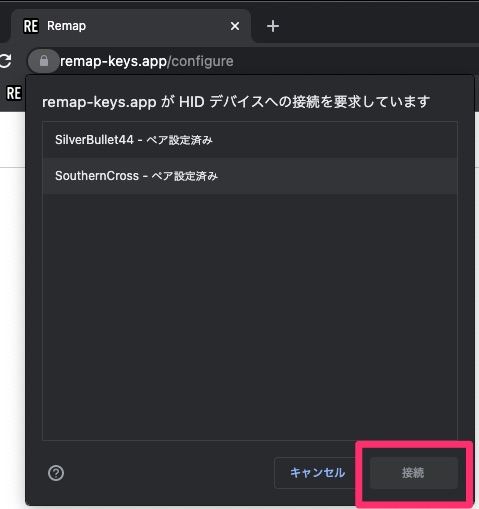 RE Remap
remap-keys.app/configure
RE
remap-keys.app が HID デバイスへの接続を要求しています
SilverBullet44 - ペア設定済み
SouthernCross - ペア設定済み
キャンセル
接続